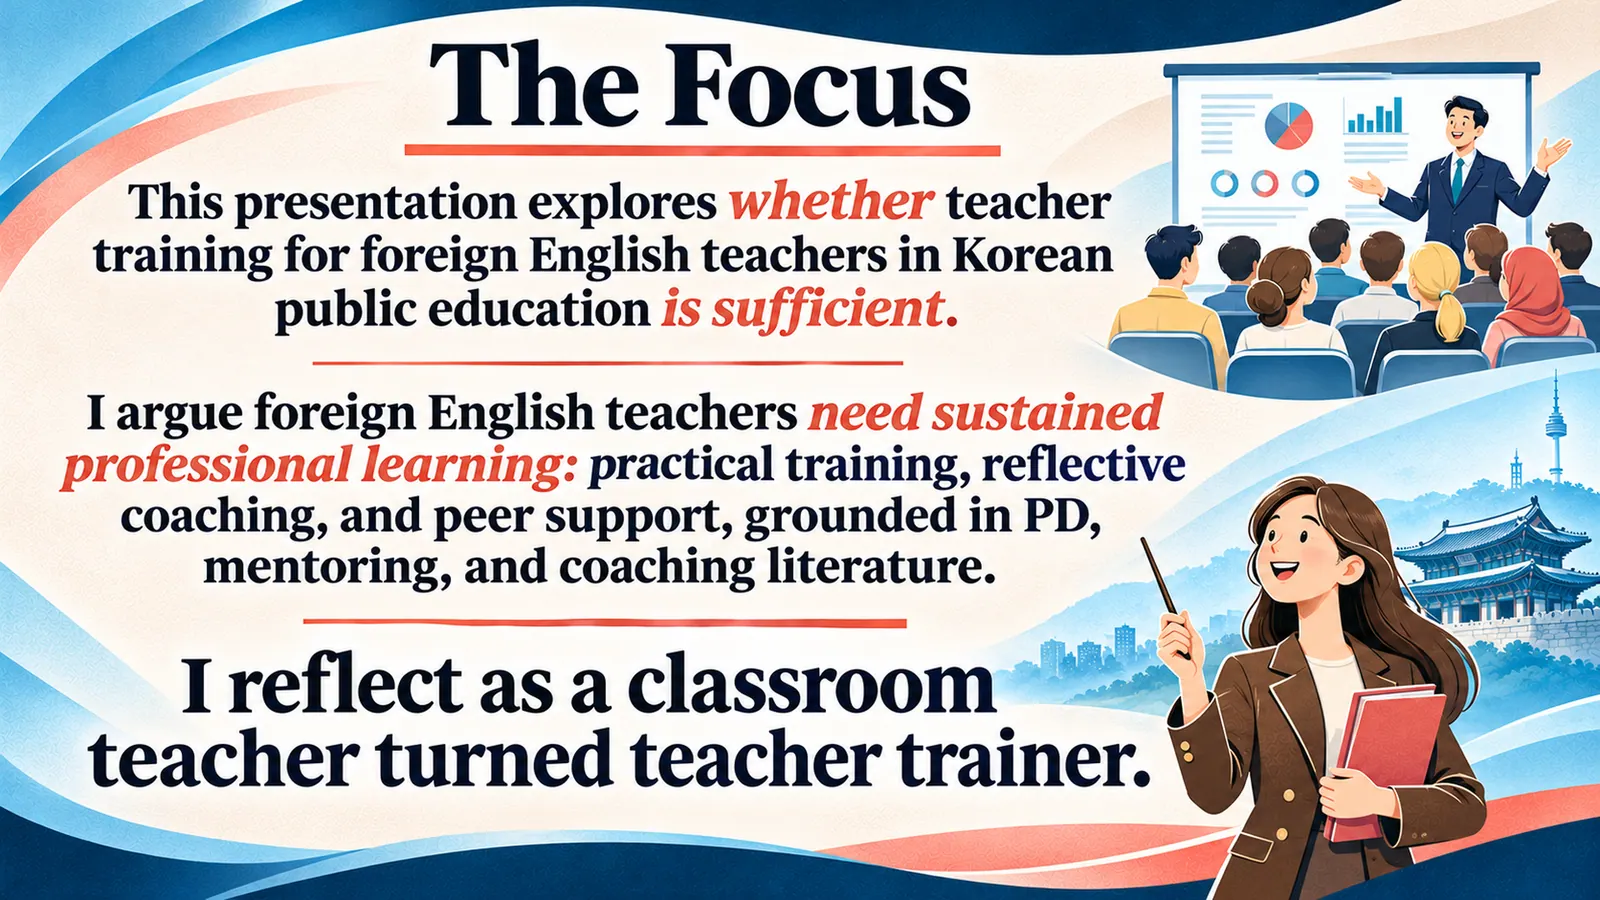 The Focus
This presentation explores whether teacher
training for foreign English teachers in Korean
public education is sufficient.
I argue foreign English teachers need sustained
professional learning: practical training, reflective
coaching, and peer support, grounded in PD,
mentoring, and coaching literature.
I reflect as a classroom
teacher turned teacher trainer.